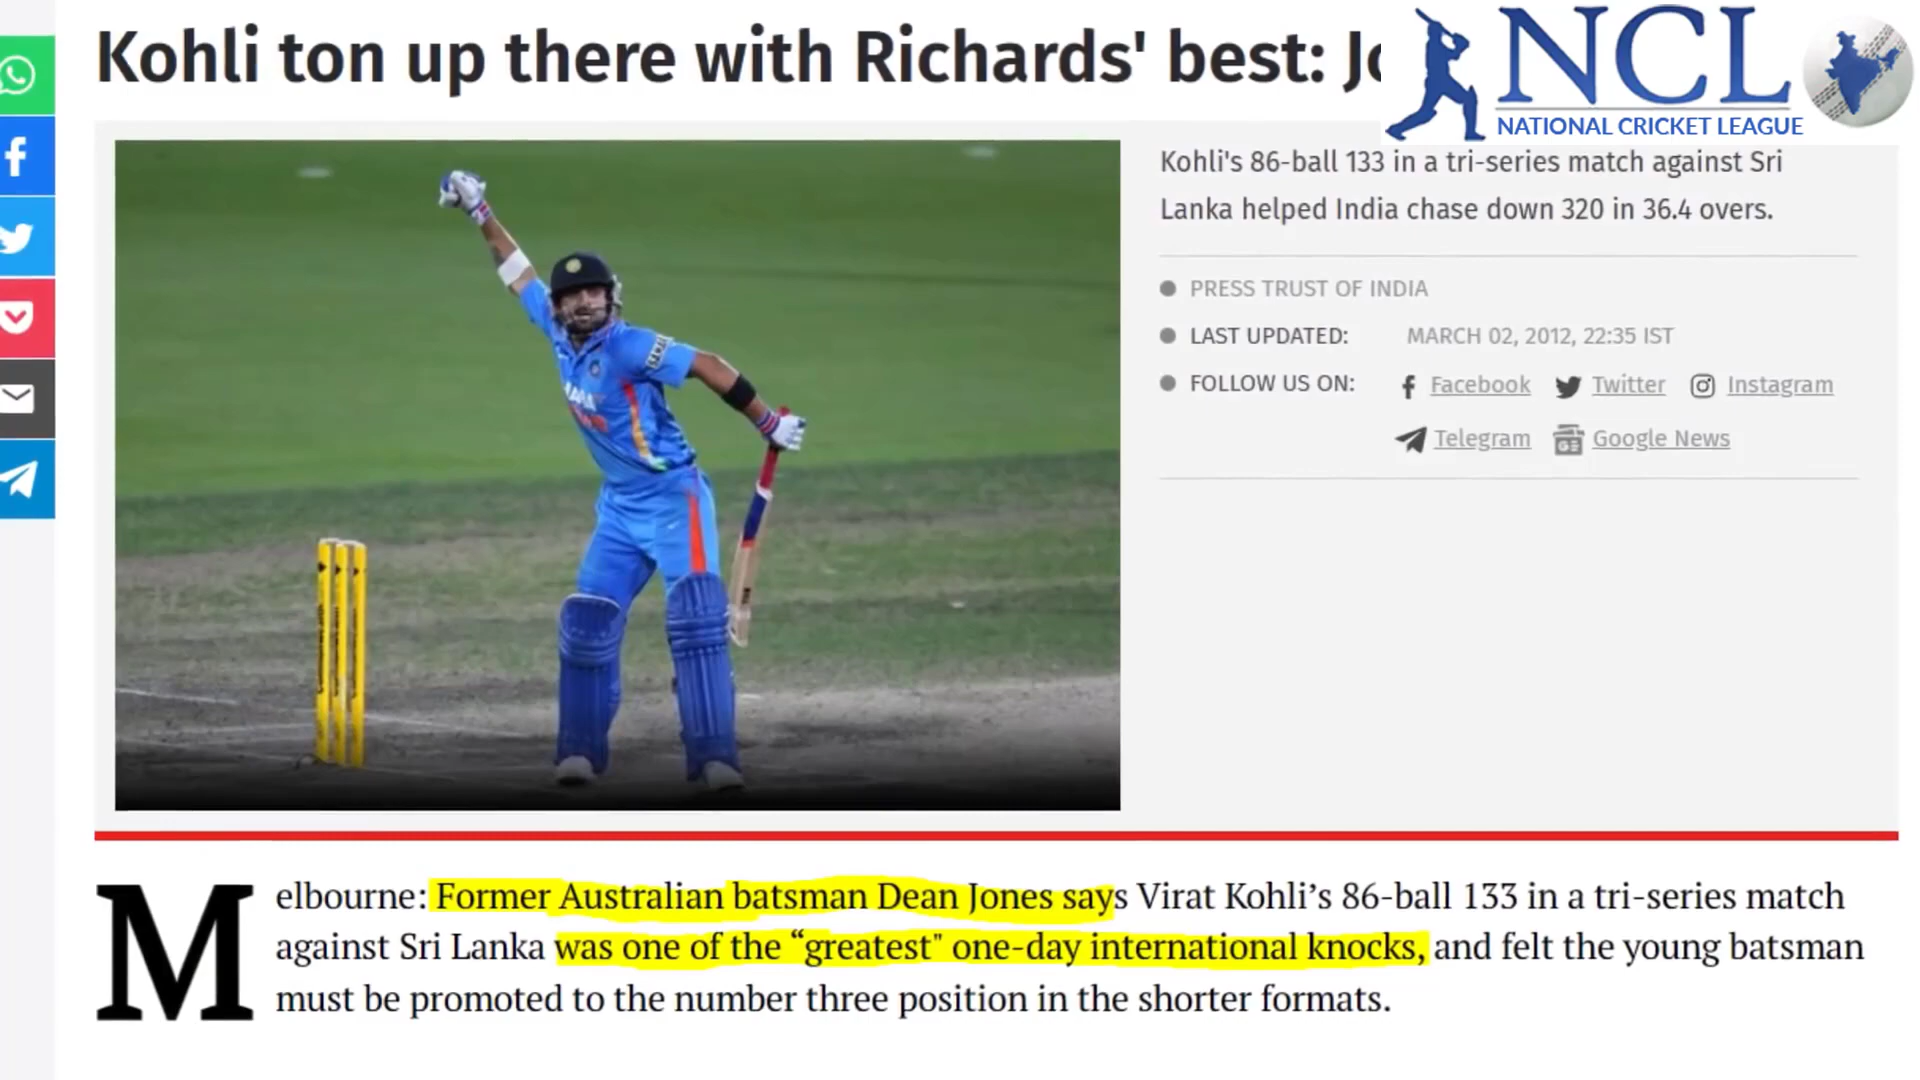 Kohli ton up there with Richards' best: Jo
NCL
NATIONAL CRICKET LEAGUE
Kohli's 86-ball 133 in a tri-series match against Sri
Lanka helped India chase down 320 in 36.4 overs.
PRESS TRUST OF INDIA
LAST UPDATED: MARCH 02, 2012, 22:35 IST
FOLLOW US ON: Facebook Twitter Instagram
Telegram Google News
Melbourne: Former Australian batsman Dean Jones says Virat Kohli’s 86-ball 133 in a tri-series match
against Sri Lanka was one of the “greatest" one-day international knocks, and felt the young batsman
must be promoted to the number three position in the shorter formats.